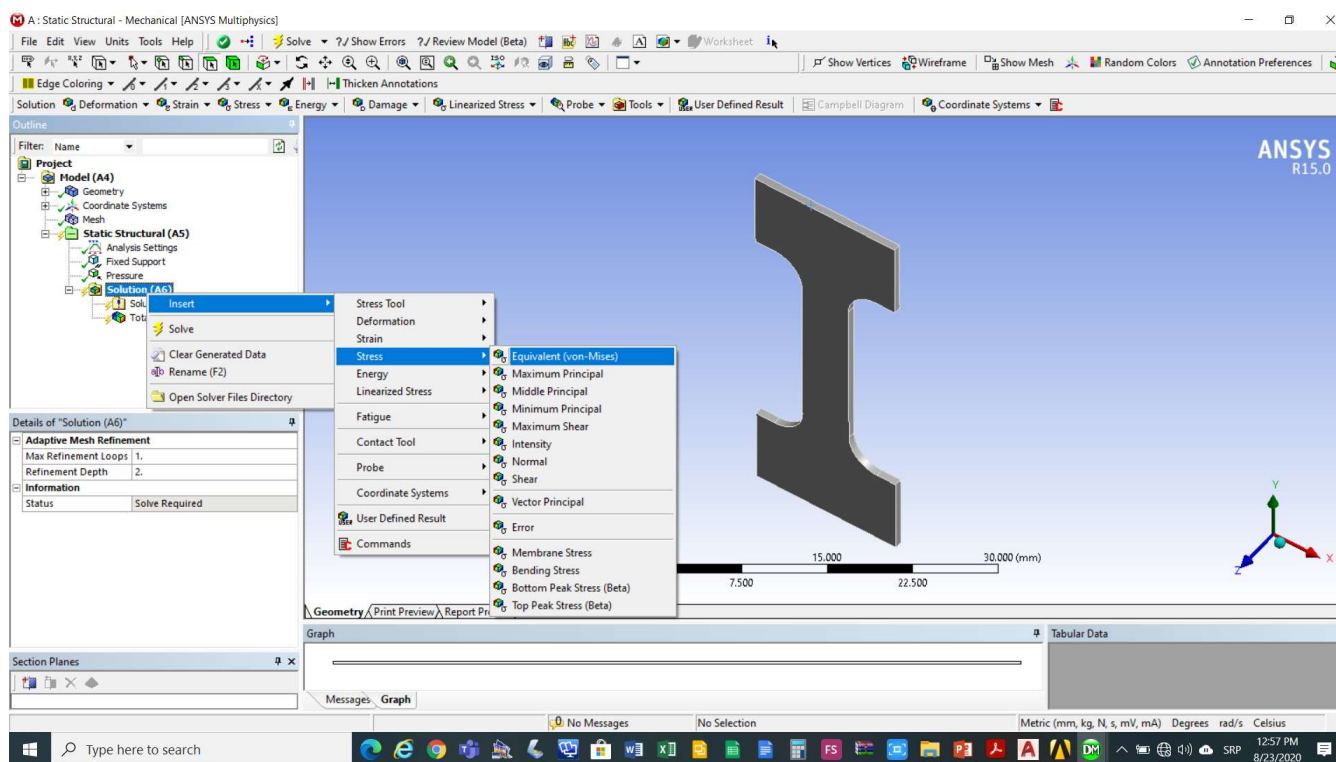 A : Static Structural - Mechanical [ANSYS Multiphysics]
File Edit View Units Tools Help Solve ?/ Show Errors ?/ Review Model (Beta) A Worksheet
Show Vertices Wireframe Show Mesh Random Colors Annotation Preferences
Edge Coloring Thicken Annotations
Solution Deformation Strain Stress Energy Damage Linearized Stress Probe Tools User Defined Result Campbell Diagram Coordinate Systems
Outline
Filter: Name
Project
Model (A4)
Geometry
Coordinate Systems
Mesh
Static Structural (A5)
Analysis Settings
Fixed Support
Pressure
Solution (A6)
Solu
Tota
Insert
Solve
Clear Generated Data
Rename (F2)
Open Solver Files Directory
Stress Tool
Deformation
Strain
Stress
Energy
Linearized Stress
Fatigue
Contact Tool
Probe
Coordinate Systems
User Defined Result
Commands
Equivalent (von-Mises)
Maximum Principal
Middle Principal
Minimum Principal
Maximum Shear
Intensity
Normal
Shear
Vector Principal
Error
Membrane Stress
Bending Stress
Bottom Peak Stress (Beta)
Top Peak Stress (Beta)
ANSYS
R15.0
Details of "Solution (A6)"
Adaptive Mesh Refinement
Max Refinement Loops 1.
Refinement Depth 2.
Information
Status Solve Required
15.000 30.000 (mm)
7.500 22.500
Y
X
Z
Geometry Print Preview Report Pr
Graph
Tabular Data
Section Planes
Messages Graph
No Messages No Selection Metric (mm, kg, N, s, mV, mA) Degrees rad/s Celsius
Type here to search
FS
DM
SRP
12:57 PM
8/23/2020